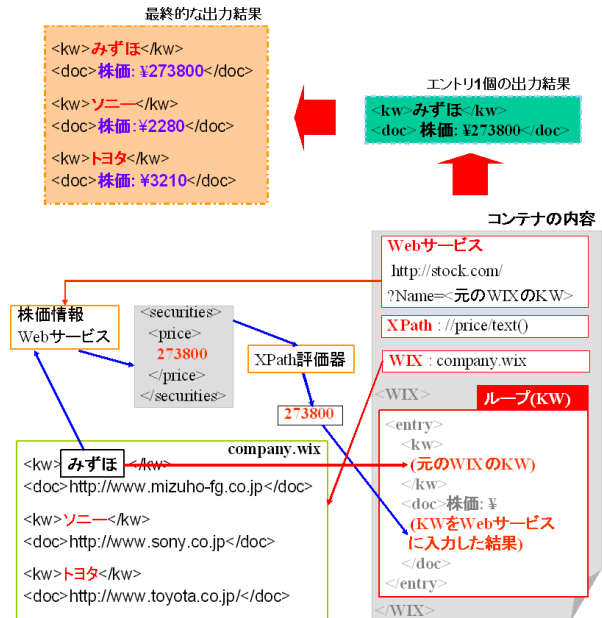 最終的な出力結果
<kw>みずほ</kw>
<doc>株価: ¥273800</doc>
<kw>ソニー</kw>
<doc>株価: ¥2280</doc>
<kw>トヨタ</kw>
<doc>株価: ¥3210</doc>
エントリ1個の出力結果
<kw>みずほ</kw>
<doc> 株価: ¥273800</doc>
コンテナの内容
Webサービス
http://stock.com/
?Name=<元のWIXのKW>
XPath : //price/text()
WIX : company.wix
<WIX>
ループ(KW)
<entry>
<kw>
(元のWIXのKW)
</kw>
<doc>株価: ¥
(KWをWebサービス
に入力した結果)
</doc>
</entry>
</WIX>
株価情報
Webサービス
<securities>
<price>
273800
</price>
</securities>
XPath評価器
273800
company.wix
<kw> みずほ </kw>
<doc>http://www.mizuho-fg.co.jp</doc>
<kw>ソニー</kw>
<doc>http://www.sony.co.jp</doc>
<kw>トヨタ</kw>
<doc>http://www.toyota.co.jp/</doc>